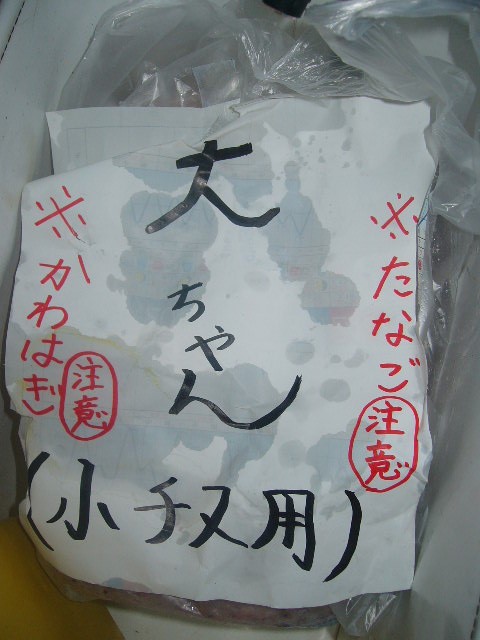 ※たなご注意
大ちゃん
(小チヌ用)
※かわはぎ注意